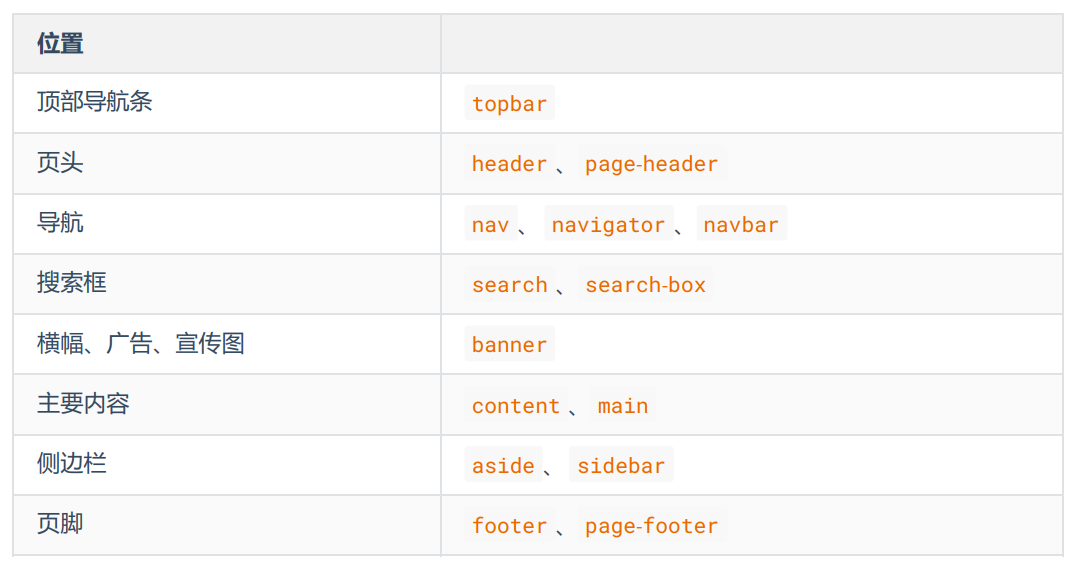 位置
顶部导航条 topbar
页头 header 、 page-header
导航 nav 、 navigator 、 navbar
搜索框 search 、 search-box
横幅、广告、宣传图 banner
主要内容 content 、 main
侧边栏 aside 、 sidebar
页脚 footer 、 page-footer